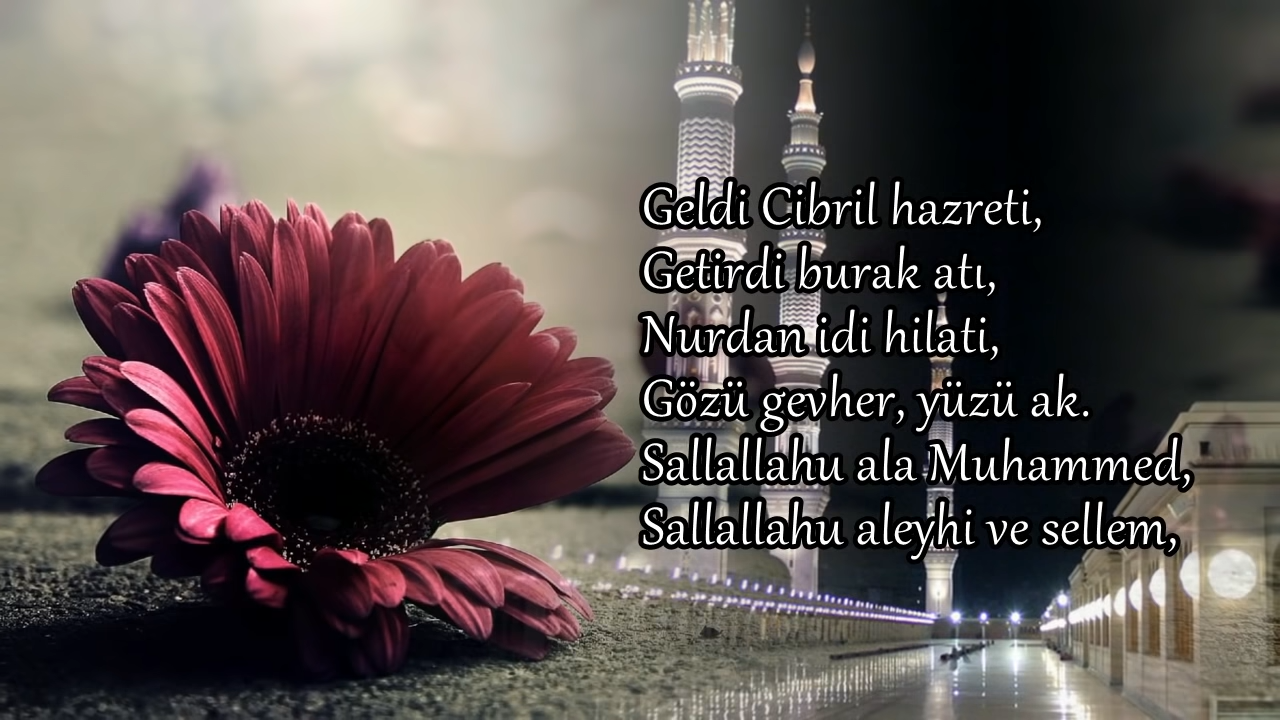 Geldi Cibril hazreti,
Getirdi burak atı,
Nurdan idi hilati,
Gözü gevher, yüzü ak.
Sallallahu ala Muhammed,
Sallallahu aleyhi ve sellem,